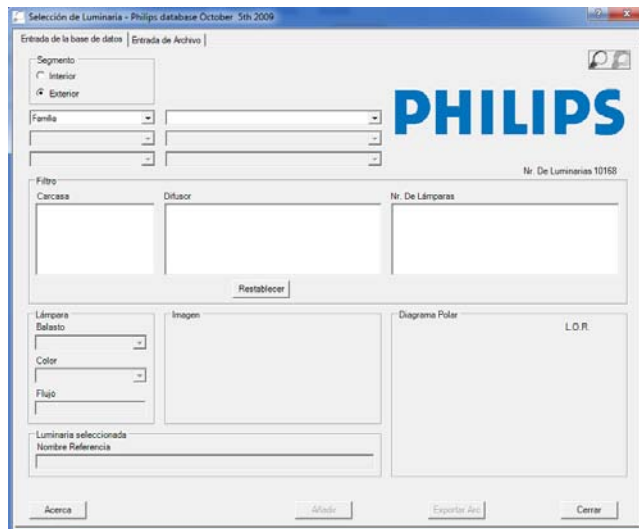 Selección de Luminaria - Philips database October 5th 2009
Entrada de la base de datos
Entrada de Archivo
Segmento
Interior
Exterior
Familia
PHILIPS
Nr. De Luminarias 10168
Filtro
Carcasa
Difusor
Nr. De Lámparas
Restablecer
Lámpara
Balasto
Color
Flujo
Imagen
Diagrama Polar
L.O.R.
Luminaria seleccionada
Nombre Referencia
Acerca
Añadir
Exportar Arc
Cerrar